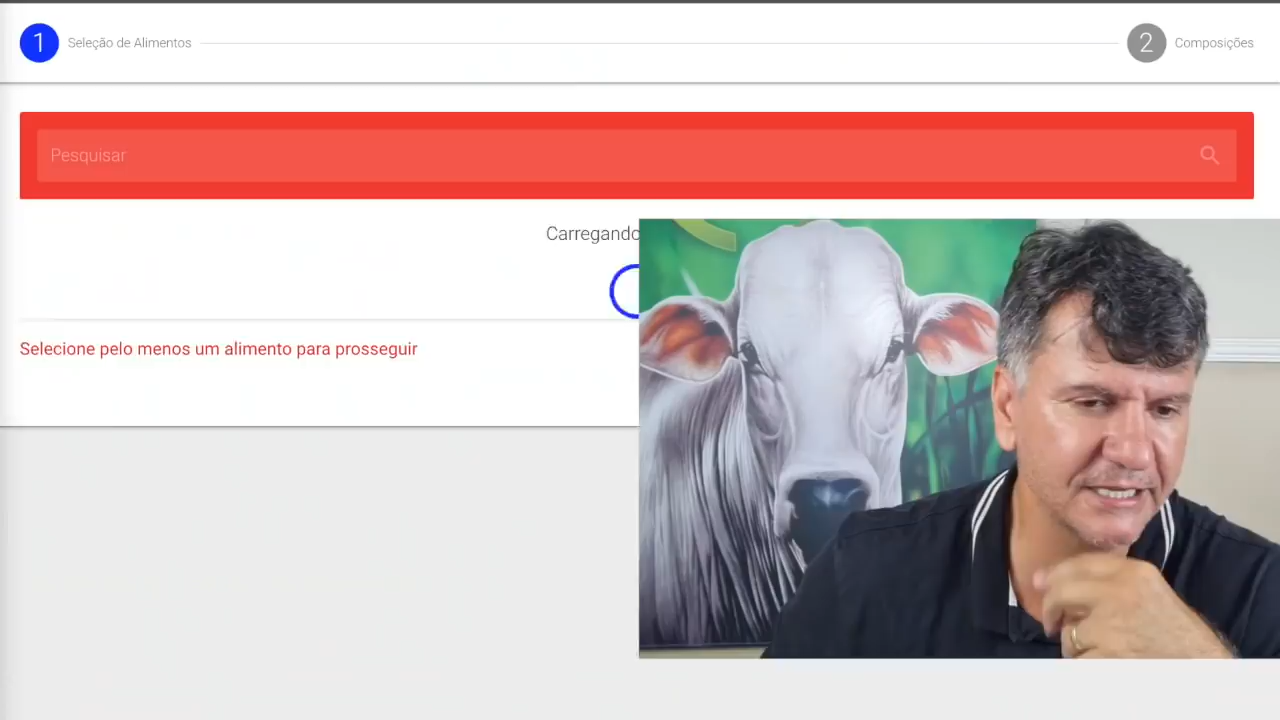 1 Seleção de Alimentos
2 Composições
Pesquisar
Carregando
Selecione pelo menos um alimento para prosseguir